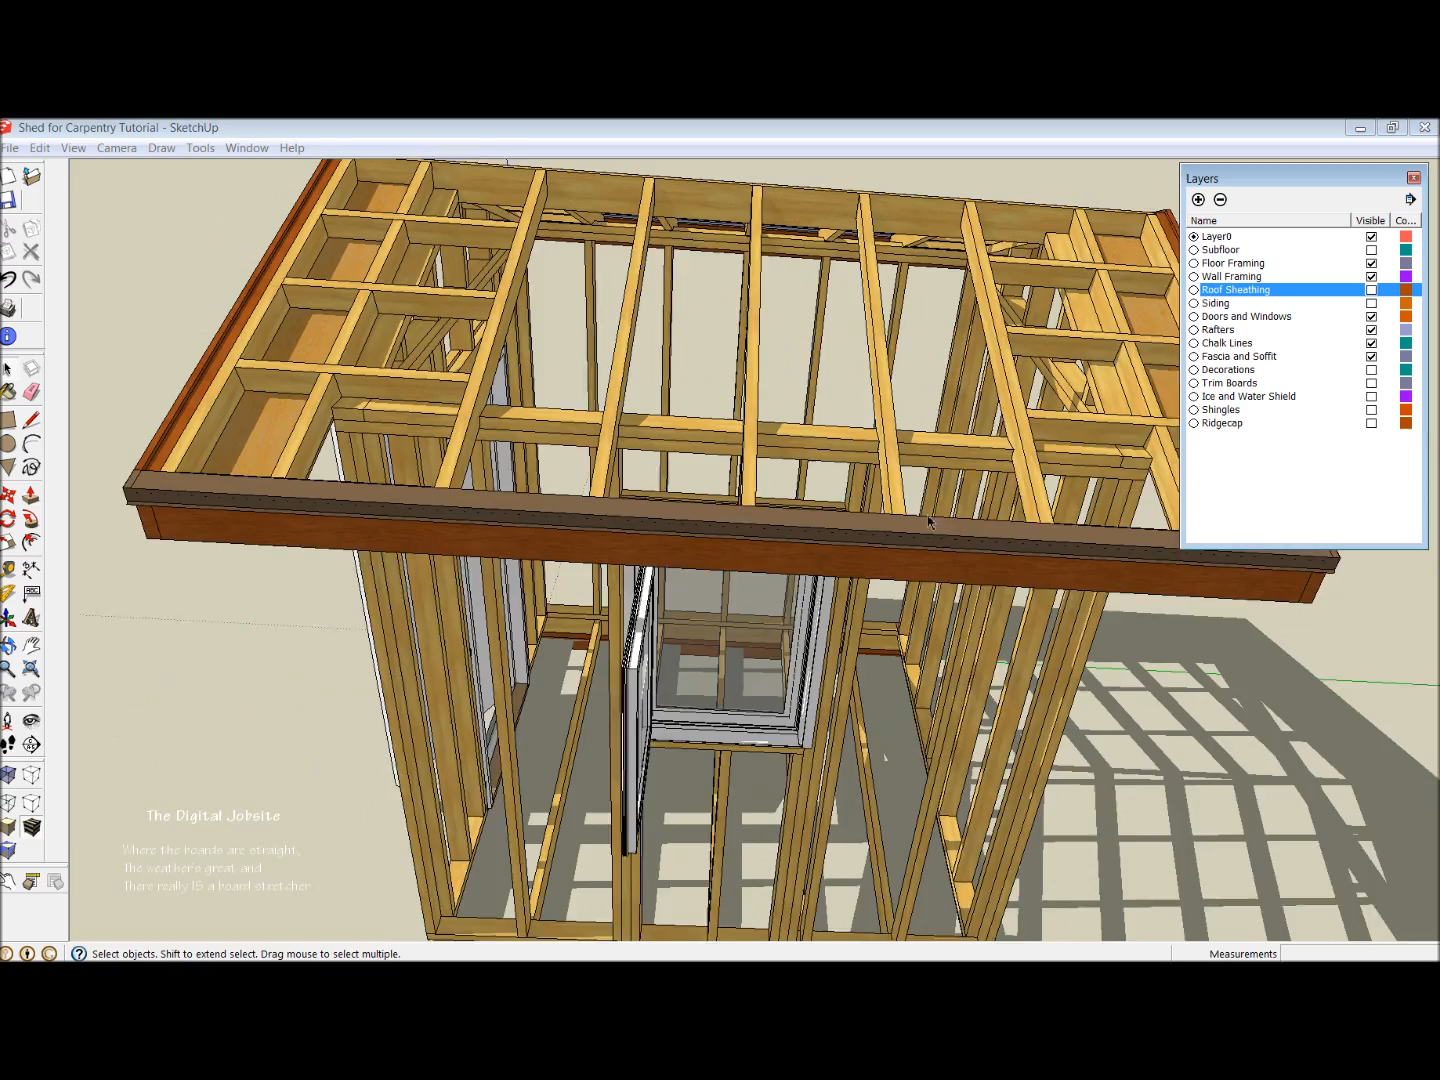 Shed for Carpentry Tutorial - SketchUp
File Edit View Camera Draw Tools Window Help
Layers
Name Visible Co...
Layer0
Subfloor
Floor Framing
Wall Framing
Roof Sheathing
Siding
Doors and Windows
Rafters
Chalk Lines
Fascia and Soffit
Decorations
Trim Boards
Ice and Water Shield
Shingles
Ridgecap
The Digital Jobsite
Where the boards are straight,
The weather's great, and
There really IS a board stretcher
Select objects. Shift to extend select. Drag mouse to select multiple.
Measurements